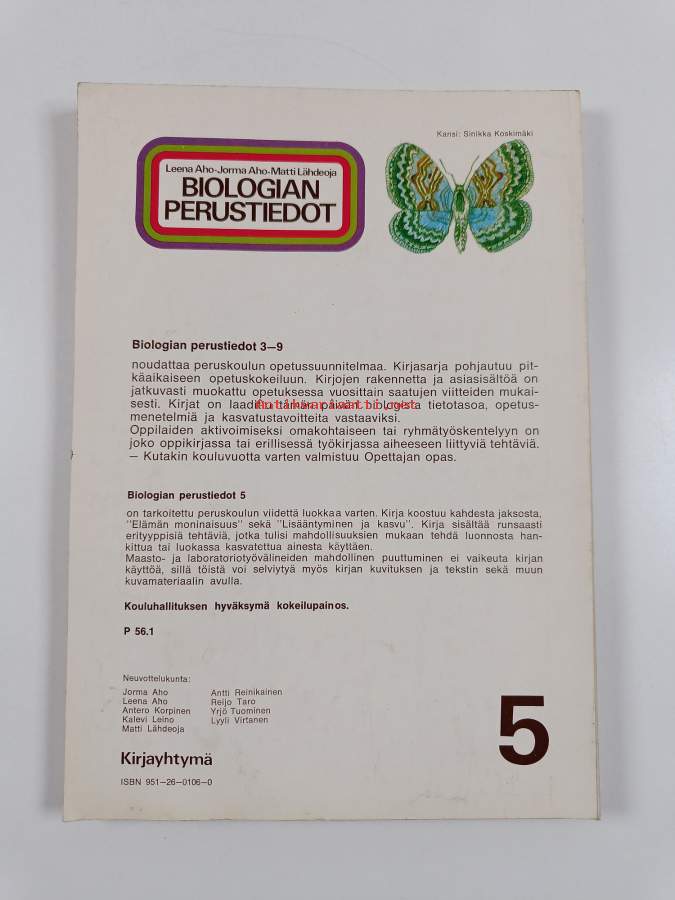 Kansi: Sinikka Koskimäki
Leena Aho-Jorma Aho-Matti Lähdeoja
BIOLOGIAN
PERUSTIEDOT
Biologian perustiedot 3—9
noudattaa peruskoulun opetussuunnitelmaa. Kirjasarja pohjautuu pit-
käaikaiseen opetuskokeiluun. Kirjojen rakennetta ja asiasisältöä on
jatkuvasti muokattu opetuksessa vuosittain saatujen viitteiden mukai-
sesti. Kirjat on laadittu tämän päivän biologista tietotasoa, opetus-
menetelmiä ja kasvatustavoitteita vastaaviksi.
Oppilaiden aktivoimiseksi omakohtaiseen tai ryhmätyöskentelyyn on
joko oppikirjassa tai erillisessä työkirjassa aiheeseen liittyviä tehtäviä.
— Kutakin kouluvuotta varten valmistuu Opettajan opas.
Biologian perustiedot 5
on tarkoitettu peruskoulun viidettä luokkaa varten. Kirja koostuu kahdesta jaksosta,
"Elämän moninaisuus" sekä "Lisääntyminen ja kasvu". Kirja sisältää runsaasti
erityyppisiä tehtäviä, jotka tulisi mahdollisuuksien mukaan tehdä luonnosta han-
kittua tai luokassa kasvatettua ainesta käyttäen.
Maasto- ja laboratoriotyövälineiden mahdollinen puuttuminen ei vaikeuta kirjan
käyttöä, sillä töistä voi selviytyä myös kirjan kuvituksen ja tekstin sekä muun
kuvamateriaalin avulla.
Kouluhallituksen hyväksymä kokeilupainos.
P 56.1
Neuvottelukunta:
Jorma Aho
Leena Aho
Antero Korpinen
Kalevi Leino
Matti Lähdeoja
Antti Reinikainen
Reijo Taro
Yrjö Tuominen
Lyyli Virtanen
5
Kirjayhtymä
ISBN 951—26—0106—0